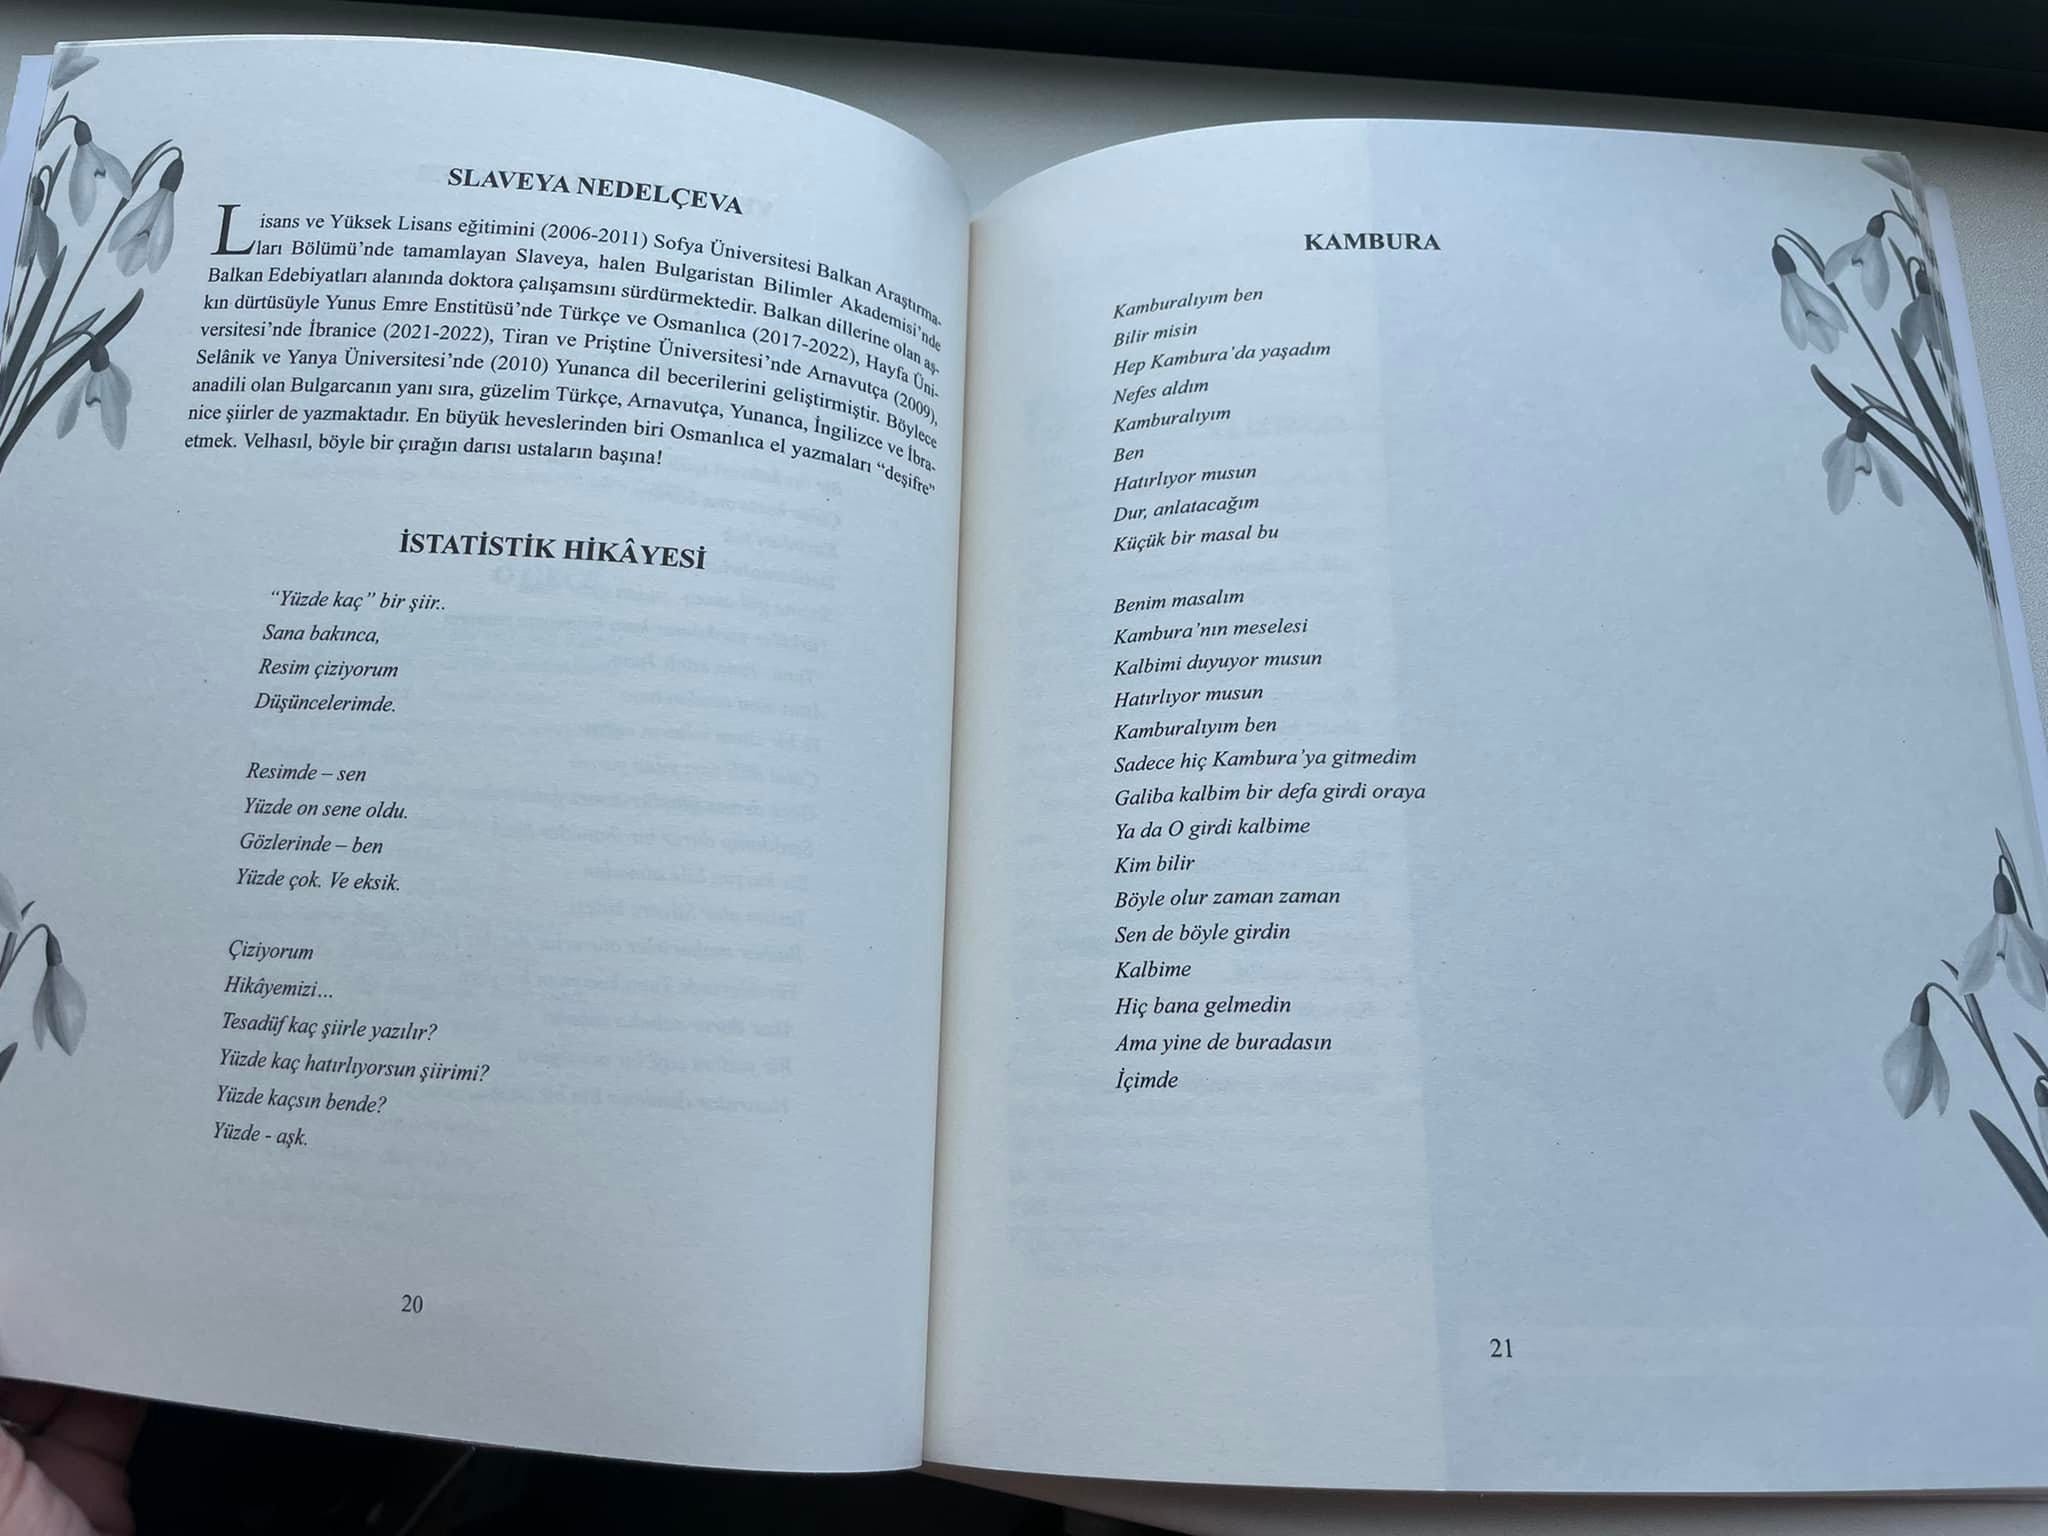 SLAVEYA NEDELÇEVA
Lisans ve Yüksek Lisans eğitimini (2006-2011) Sofya Üniversitesi Balkan Araştırma-
ları Bölümü’nde tamamlayan Slaveya, halen Bulgaristan Bilimler Akademisi’nde
Balkan Edebiyatları alanında doktora çalışamsını sürdürmektedir. Balkan dillerine olan aş-
kın dürtüsüyle Yunus Emre Enstitüsü’nde Türkçe ve Osmanlıca (2017-2022), Hayfa Üni-
versitesi’nde İbranice (2021-2022), Tiran ve Priştine Üniversitesi’nde Arnavutça (2009),
Selânik ve Yanya Üniversitesi’nde (2010) Yunanca dil becerilerini geliştirmiştir. Böylece
anadili olan Bulgarcanın yanı sıra, güzelim Türkçe, Arnavutça, Yunanca, İngilizce ve İbra-
nice şiirler de yazmaktadır. En büyük heveslerinden biri Osmanlıca el yazmaları “deşifre”
etmek. Velhasıl, böyle bir çırağın darısı ustaların başına!
İSTATİSTİK HİKÂYESİ
“Yüzde kaç” bir şiir..
Sana bakınca,
Resim çiziyorum
Düşüncelerimde.
Resimde – sen
Yüzde on sene oldu.
Gözlerinde – ben
Yüzde çok. Ve eksik.
Çiziyorum
Hikâyemizi...
Tesadüf kaç şiirle yazılır?
Yüzde kaç hatırlıyorsun şiirimi?
Yüzde kaçsın bende?
Yüzde - aşk.
20
KAMBURA
Kamburalıyım ben
Bilir misin
Hep Kambura’da yaşadım
Nefes aldım
Kamburalıyım
Ben
Hatırlıyor musun
Dur, anlatacağım
Küçük bir masal bu
Benim masalım
Kambura’nın meselesi
Kalbimi duyuyor musun
Hatırlıyor musun
Kamburalıyım ben
Sadece hiç Kambura’ya gitmedim
Galiba kalbim bir defa girdi oraya
Ya da O girdi kalbime
Kim bilir
Böyle olur zaman zaman
Sen de böyle girdin
Kalbime
Hiç bana gelmedin
Ama yine de buradasın
İçimde
21